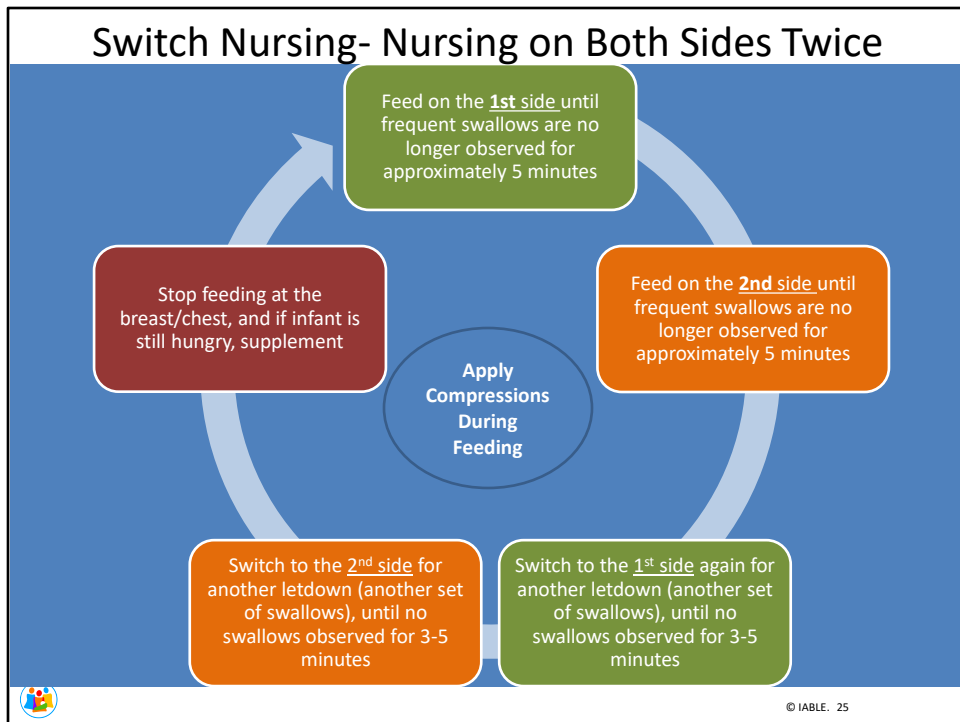 Switch Nursing- Nursing on Both Sides Twice
Feed on the 1st side until
frequent swallows are no
longer observed for
approximately 5 minutes
Feed on the 2nd side until
frequent swallows are no
longer observed for
approximately 5 minutes
Switch to the 1st side again for
another letdown (another set
of swallows), until no
swallows observed for 3-5
minutes
Switch to the 2nd side for
another letdown (another set
of swallows), until no
swallows observed for 3-5
minutes
Stop feeding at the
breast/chest, and if infant is
still hungry, supplement
Apply
Compressions
During
Feeding
© IABLE. 25